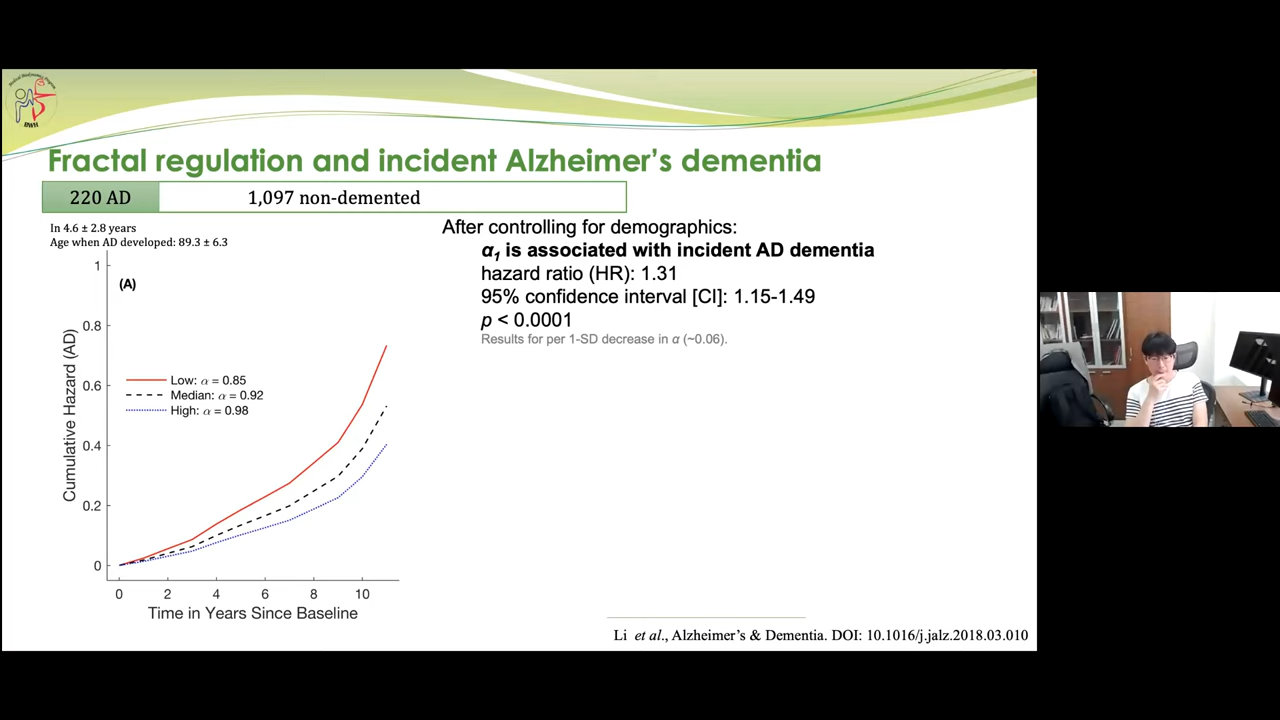 BWH
Fractal regulation and incident Alzheimer's dementia
220 AD
1,097 non-demented
In 4.6 ± 2.8 years
Age when AD developed: 89.3 ± 6.3
After controlling for demographics:
α1 is associated with incident AD dementia
hazard ratio (HR): 1.31
95% confidence interval [CI]: 1.15-1.49
p < 0.0001
Results for per 1-SD decrease in α (~0.06).
(A)
Cumulative Hazard (AD)
1
0.8
0.6
0.4
0.2
0
Low: α = 0.85
Median: α = 0.92
High: α = 0.98
0 2 4 6 8 10
Time in Years Since Baseline
Li et al., Alzheimer's & Dementia. DOI: 10.1016/j.jalz.2018.03.010